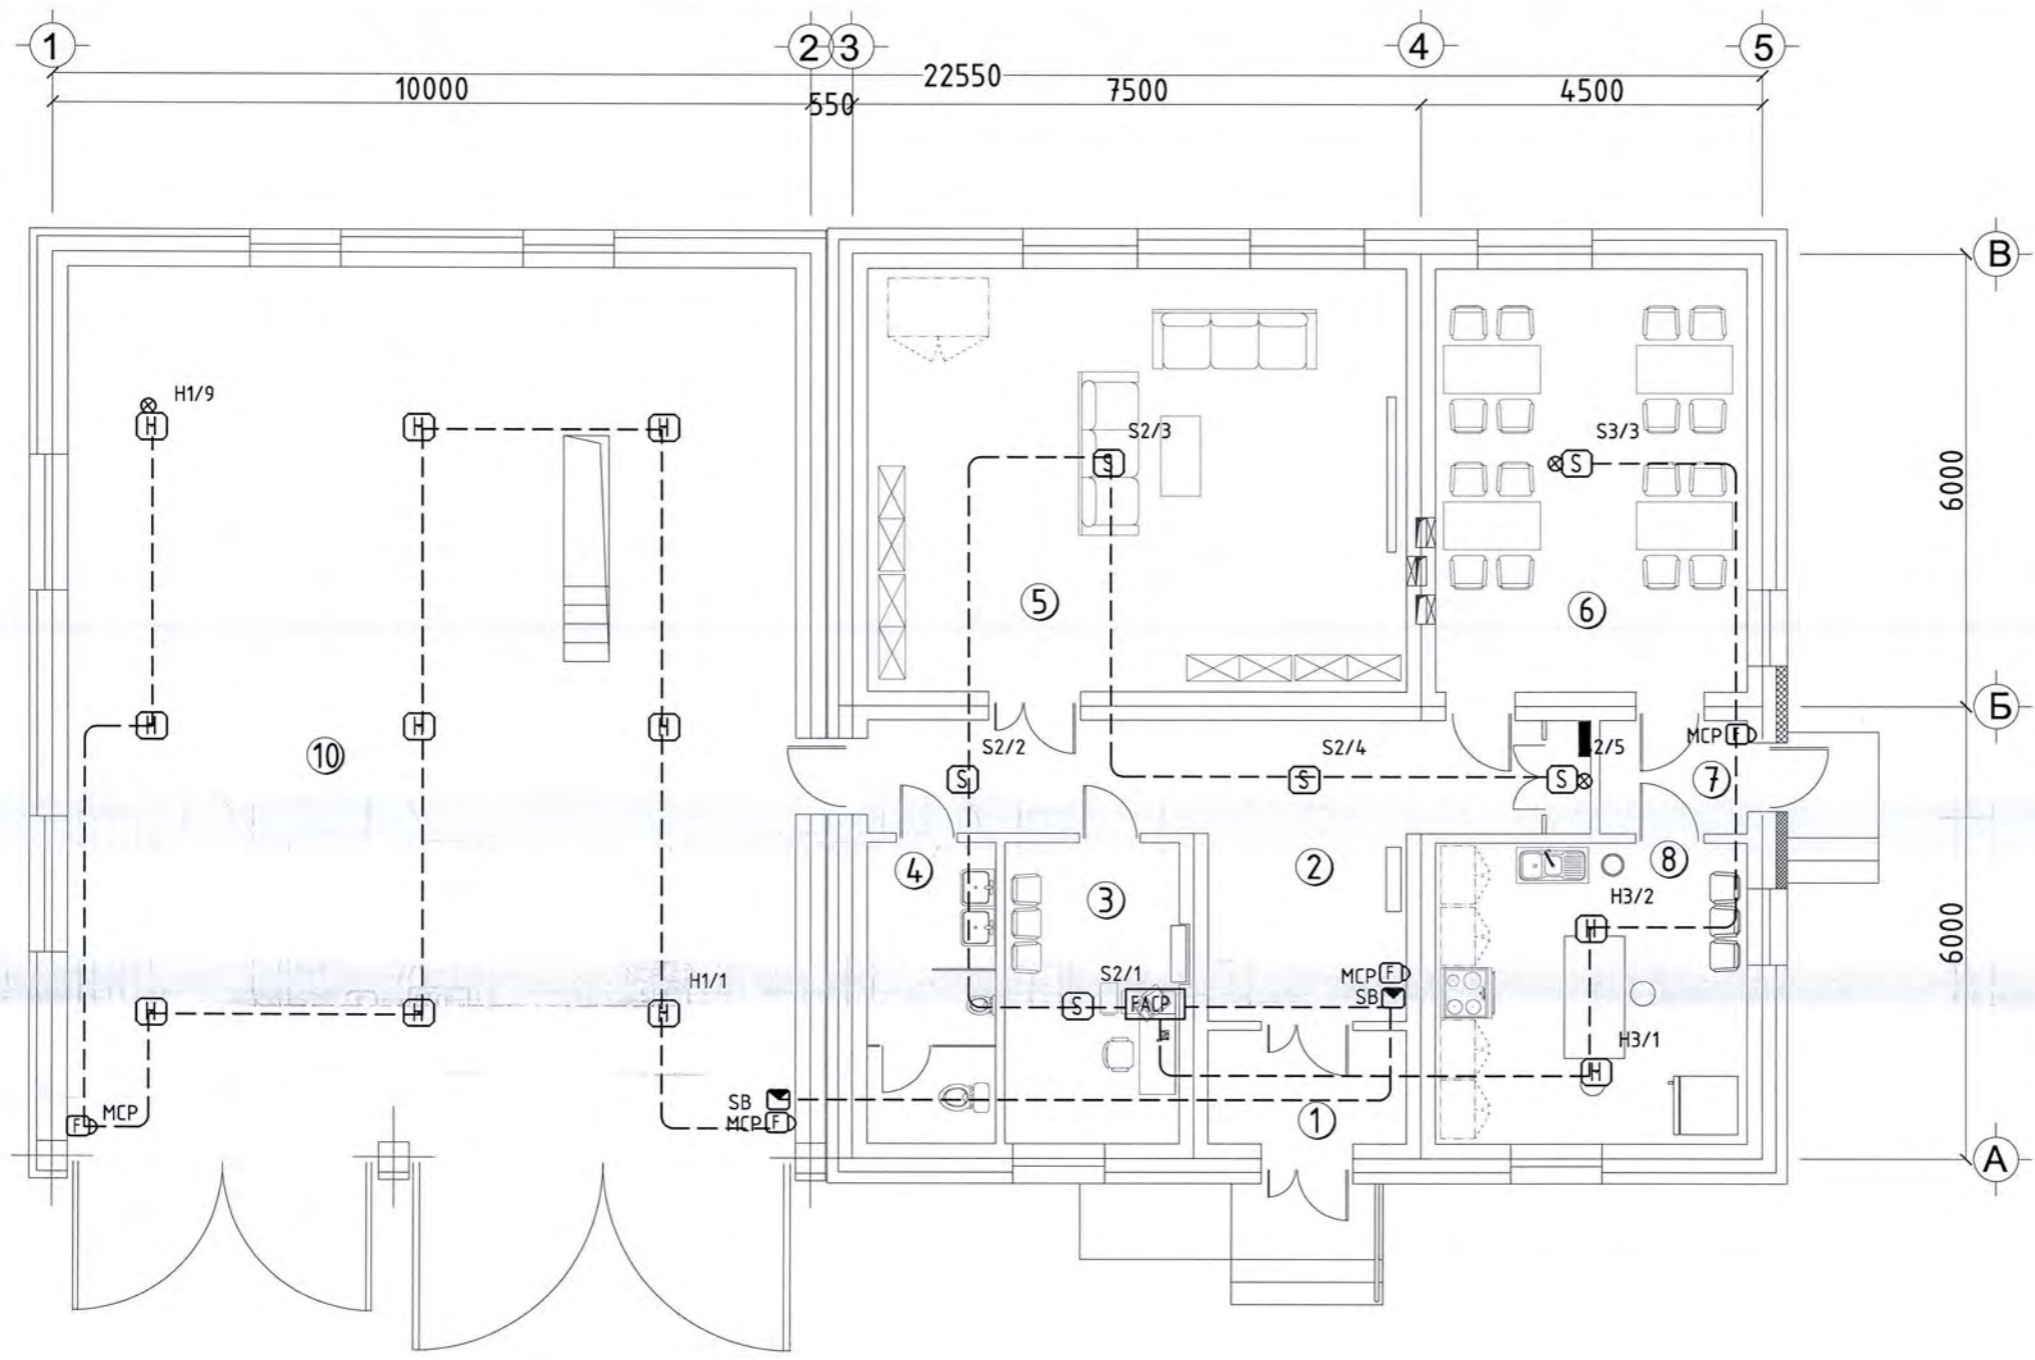 1 2 3 4 5
22550
10000 550 7500 4500
В
H1/9
S2/3 S3/3
H H H
S S
6000
5 6
Б
H H H
10
S2/2 S2/4 2/5
MCP F
S S S 7
4 3 2 8
H3/2
H
6000
H1/1 S2/1
MCP F
SB
H H H
S FACP
H3/1
H
SB
MCP F
MCP F
1
А